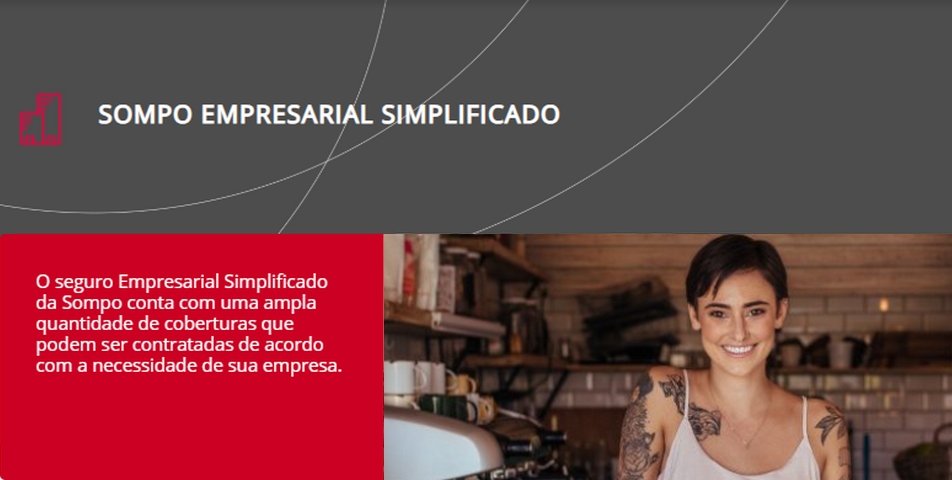 SOMPO EMPRESARIAL SIMPLIFICADO
O seguro Empresarial Simplificado
da Sompo conta com uma ampla
quantidade de coberturas que
podem ser contratadas de acordo
com a necessidade de sua empresa.